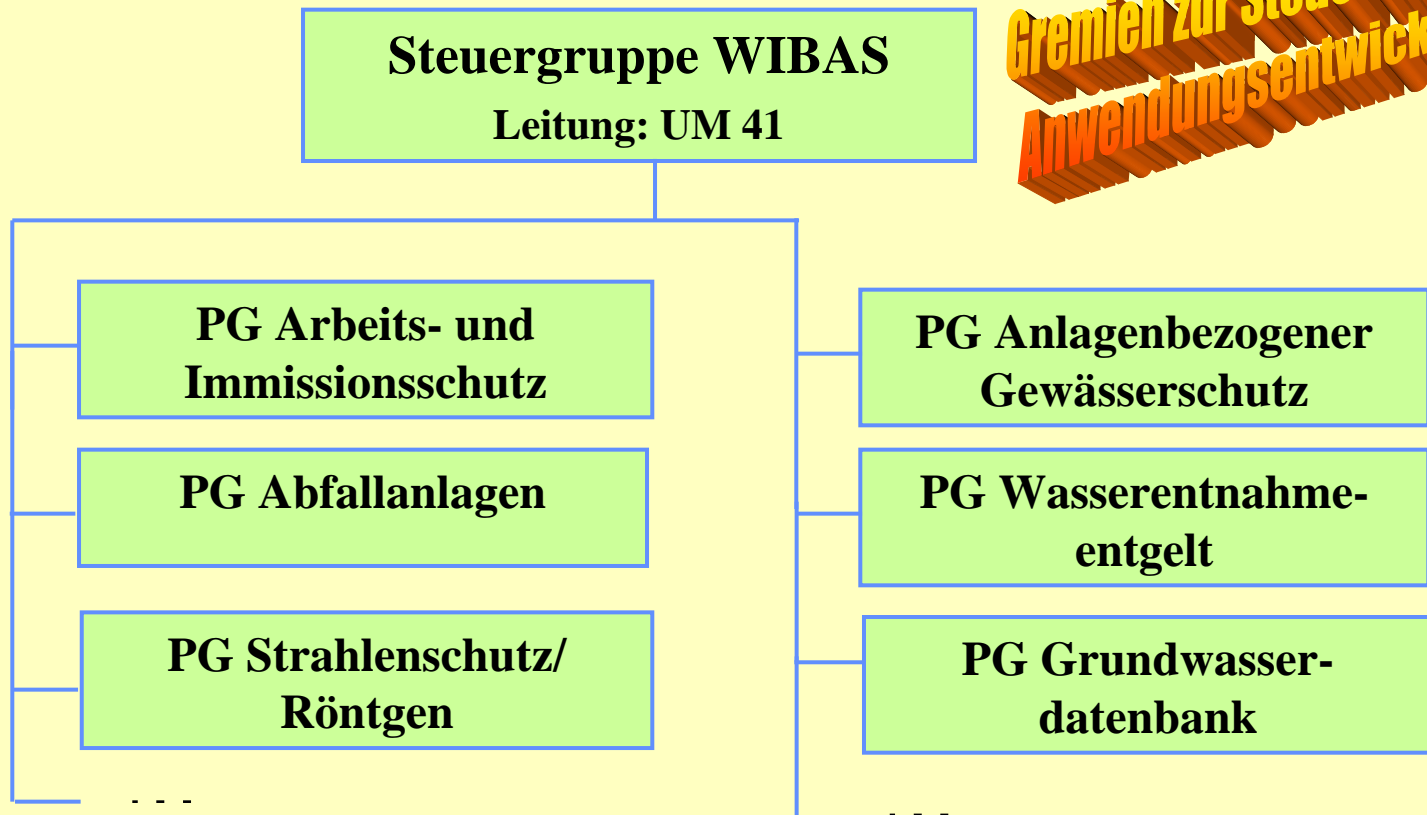 Steuergruppe WIBAS
Leitung: UM 41
Gremien zur
PG Arbeits- und
Immissionsschutz
PG Abfallanlagen
PG Strahlenschutz/
Röntgen
PG Anlagenbezogener
Gewässerschutz
PG Wasserentnahme-
entgelt
PG Grundwasser-
datenbank